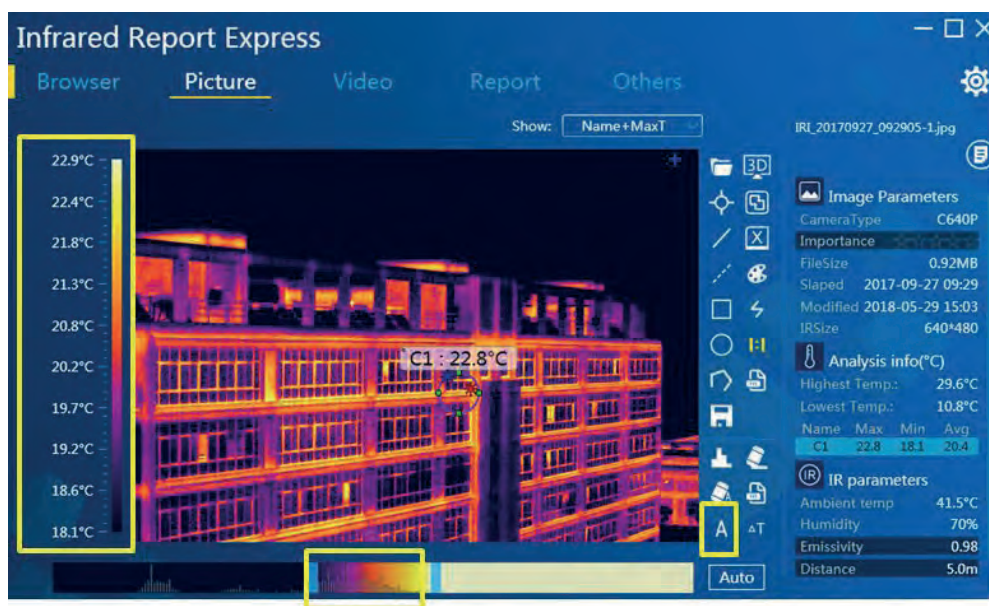 Infrared Report Express
Browser Picture Video Report Others
Show: Name+MaxT
IRI_20170927_092905-1.jpg
22.9°C
22.4°C
21.8°C
21.3°C
20.8°C
20.2°C
19.7°C
19.2°C
18.6°C
18.1°C
C1 : 22.8°C
3D
X
1:1
A
ΔT
Auto
Image Parameters
CameraType C640P
Importance
FileSize 0.92MB
Slaped 2017-09-27 09:29
Modified 2018-05-29 15:03
IRSize 640*480
Analysis info(°C)
Highest Temp.: 29.6°C
Lowest Temp.: 10.8°C
Name Max Min Avg
C1 22.8 18.1 20.4
IR IR parameters
Ambient temp 41.5°C
Humidity 70%
Emissivity 0.98
Distance 5.0m